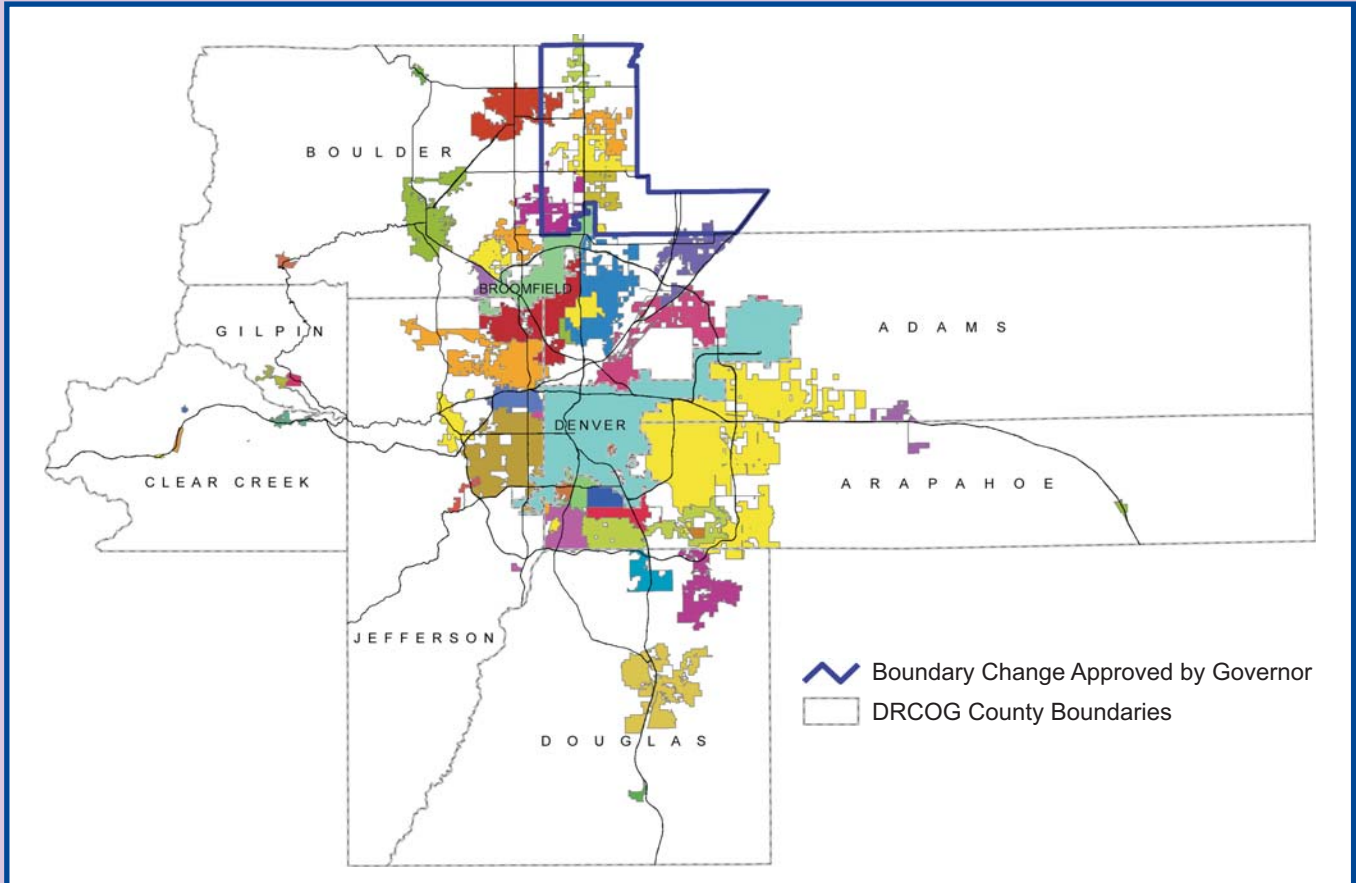 BOULDER
BROOMFIELD
GILPIN
ADAMS
DENVER
CLEAR CREEK
ARAPAHOE
JEFFERSON
Boundary Change Approved by Governor
DRCOG County Boundaries
DOUGLAS